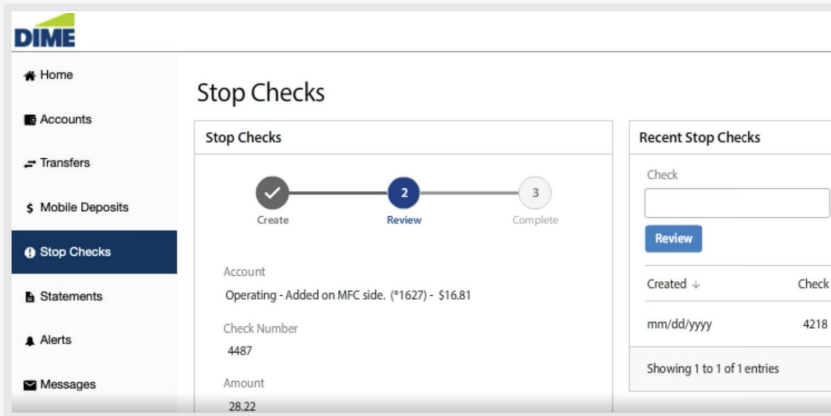 DIME
Home
Accounts
Transfers
$ Mobile Deposits
Stop Checks
Statements
Alerts
Messages
Stop Checks
Stop Checks
2
3
Create
Review
Complete
Account
Operating - Added on MFC side. (*1627) - $16.81
Check Number
4487
Amount
28.22
Recent Stop Checks
Check
Review
Created ↓ Check
mm/dd/yyyy 4218
Showing 1 to 1 of 1 entries